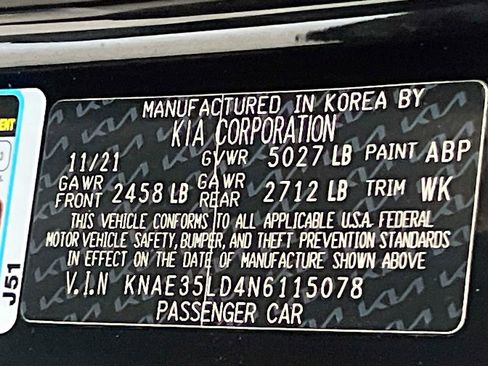 MANUFACTURED IN KOREA BY
KIA CORPORATION
11/21 GVWR 5027 LB PAINT ABP
GAWR FRONT 2458 LB GAWR REAR 2712 LB TRIM WK
THIS VEHICLE CONFORMS TO ALL APPLICABLE U.S.A. FEDERAL
MOTOR VEHICLE SAFETY, BUMPER, AND THEFT PREVENTION STANDARDS
IN EFFECT ON THE DATE OF MANUFACTURE SHOWN ABOVE
V.I.N KNAE35LD4N6115078
PASSENGER CAR
J51